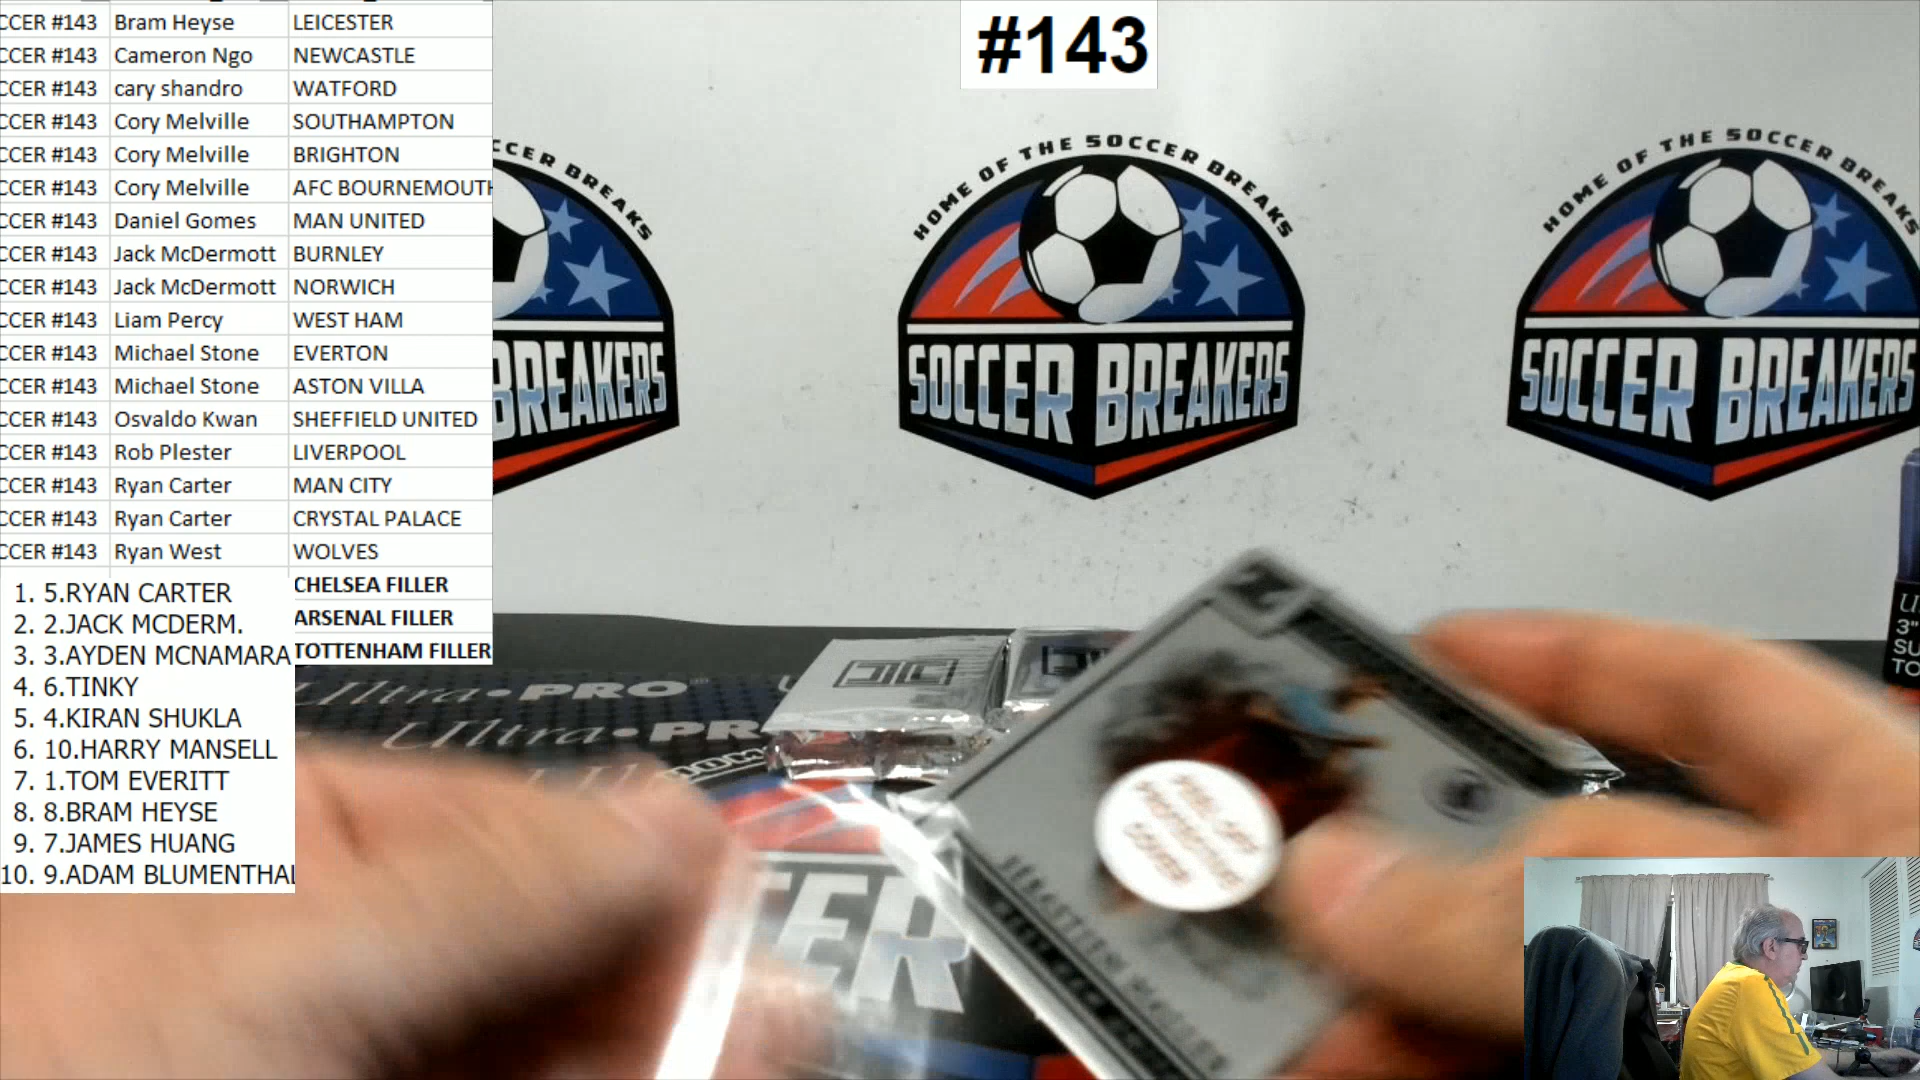 CCER #143 Bram Heyse LEICESTER
CCER #143 Cameron Ngo NEWCASTLE
CCER #143 cary shandro WATFORD
CCER #143 Cory Melville SOUTHAMPTON
CCER #143 Cory Melville BRIGHTON
CCER #143 Cory Melville AFC BOURNEMOUTH
CCER #143 Daniel Gomes MAN UNITED
CCER #143 Jack McDermott BURNLEY
CCER #143 Jack McDermott NORWICH
CCER #143 Liam Percy WEST HAM
CCER #143 Michael Stone EVERTON
CCER #143 Michael Stone ASTON VILLA
CCER #143 Osvaldo Kwan SHEFFIELD UNITED
CCER #143 Rob Plester LIVERPOOL
CCER #143 Ryan Carter MAN CITY
CCER #143 Ryan Carter CRYSTAL PALACE
CCER #143 Ryan West WOLVES
CHELSEA FILLER
ARSENAL FILLER
TOTTENHAM FILLER
1. 5.RYAN CARTER
2. 2.JACK MCDERM.
3. 3.AYDEN MCNAMARA
4. 6.TINKY
5. 4.KIRAN SHUKLA
6. 10.HARRY MANSELL
7. 1.TOM EVERITT
8. 8.BRAM HEYSE
9. 7.JAMES HUANG
10. 9.ADAM BLUMENTHAL
#143
CCER BREAKS
BREAKERS
HOME OF THE SOCCER BREAKS
SOCCER BREAKERS
HOME OF THE SOCCER BREAKS
SOCCER BREAKERS
Ultra•PRO®
Ultra•PR
ER
3"
SU
TO